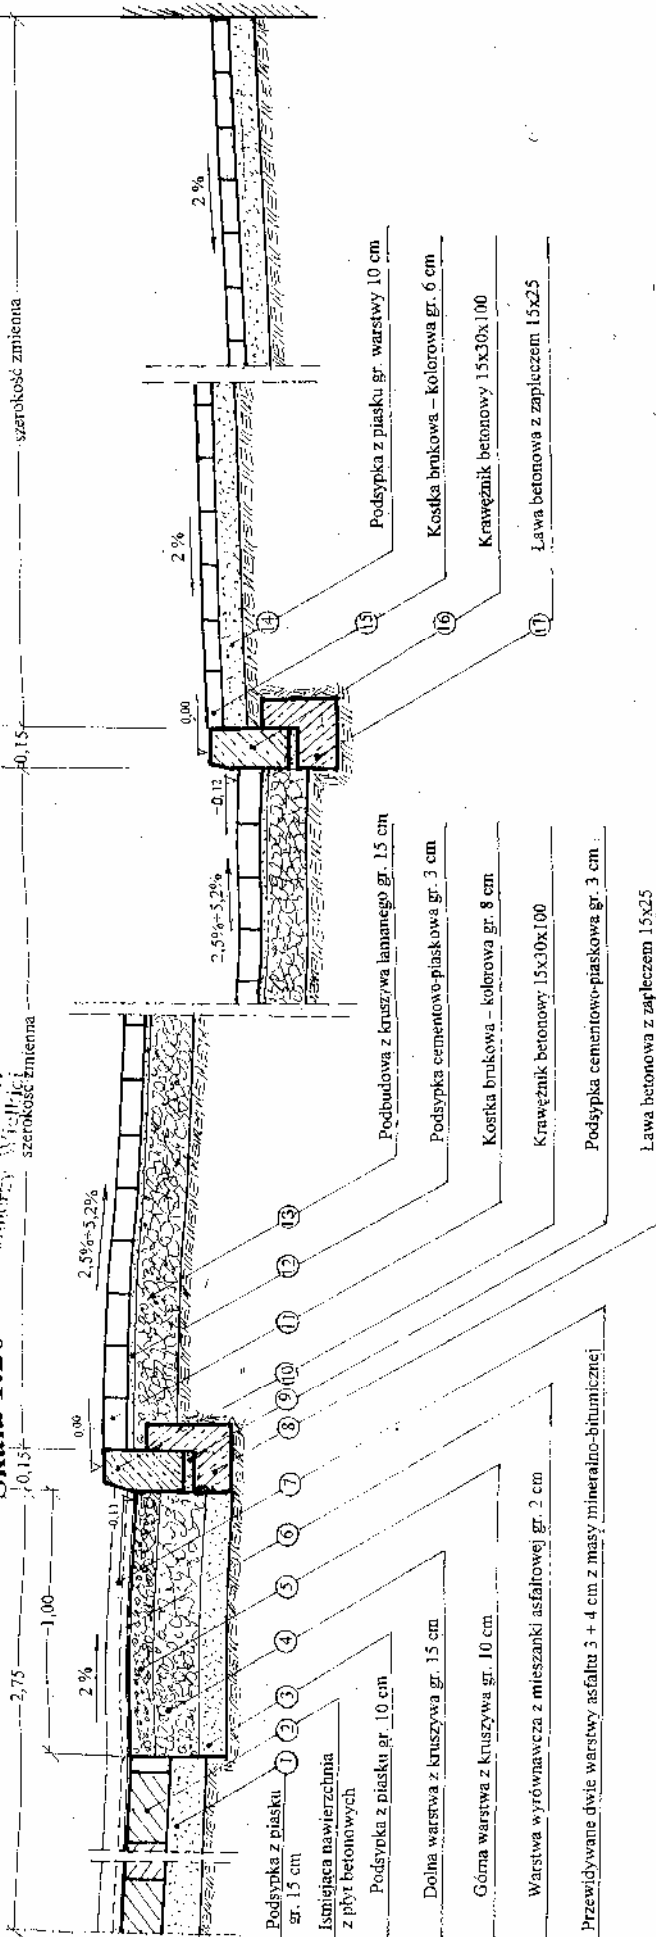 szerokość zmienna
0,15
szerokość zmienna
0,15
1,00
2,75
2 %
2 %
0,00
-0,12
2,5%÷5,2%
2,5%÷5,2%
0,00
-0,11
2 %
14
15
16
17
Podsypka z piasku gr. warstwy 10 cm
Kostka brukowa – kolorowa gr. 6 cm
Krawężnik betonowy 15x30x100
Ława betonowa z zapleczem 15x25
13
12
11
10
9
8
7
6
5
4
3
2
1
Podbudowa z kruszywa łamanego gr. 15 cm
Podsypka cementowo-piaskowa gr. 3 cm
Kostka brukowa – kolorowa gr. 8 cm
Krawężnik betonowy 15x30x100
Podsypka cementowo-piaskowa gr. 3 cm
Ława betonowa z zapleczem 15x25
Podsypka z piasku
gr. 15 cm
Istniejąca nawierzchnia
z płyt betonowych
Podsypka z piasku gr. 10 cm
Dolna warstwa z kruszywa gr. 15 cm
Górna warstwa z kruszywa gr. 10 cm
Warstwa wyrównawcza z mieszanki asfaltowej gr. 2 cm
Przewidywane dwie warstwy asfaltu 3 + 4 cm z masy mineralno-bitumicznej